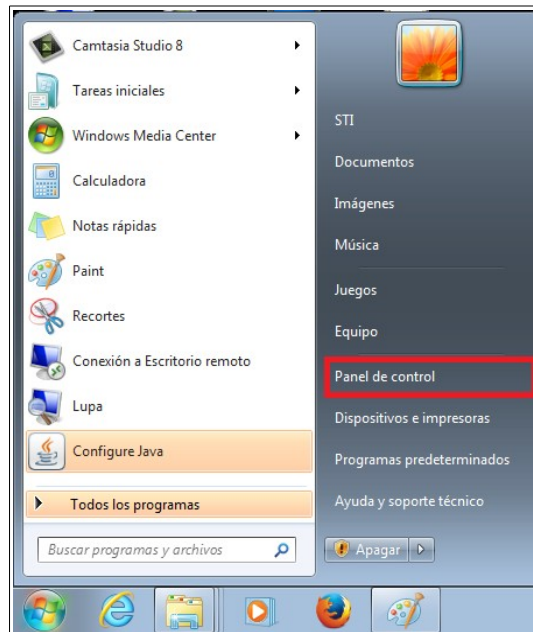 Camtasia Studio 8
Tareas iniciales
Windows Media Center
Calculadora
Notas rápidas
Paint
Recortes
Conexión a Escritorio remoto
Lupa
Configure Java
Todos los programas
Buscar programas y archivos
STI
Documentos
Imágenes
Música
Juegos
Equipo
Panel de control
Dispositivos e impresoras
Programas predeterminados
Ayuda y soporte técnico
Apagar